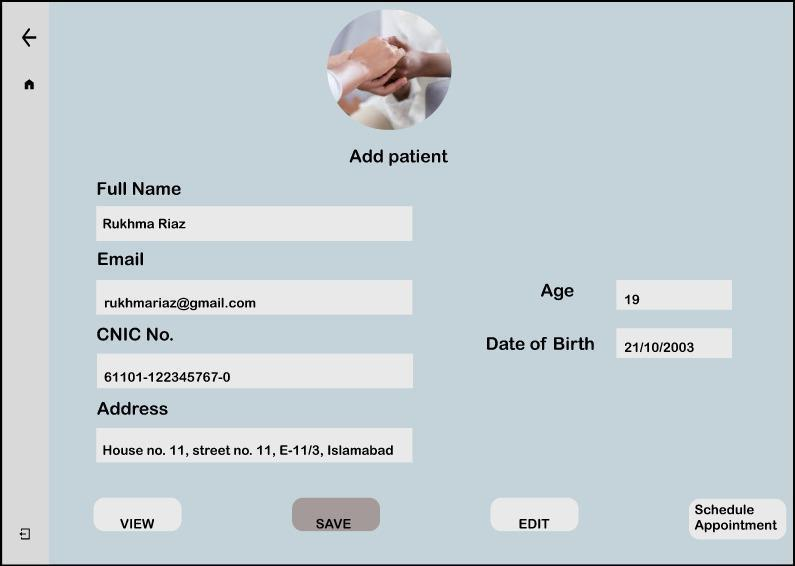 Add patient
Full Name
Rukhma Riaz
Email
rukhmariaz@gmail.com
CNIC No.
61101-122345767-0
Address
House no. 11, street no. 11, E-11/3, Islamabad
Age
19
Date of Birth
21/10/2003
VIEW
SAVE
EDIT
Schedule
Appointment